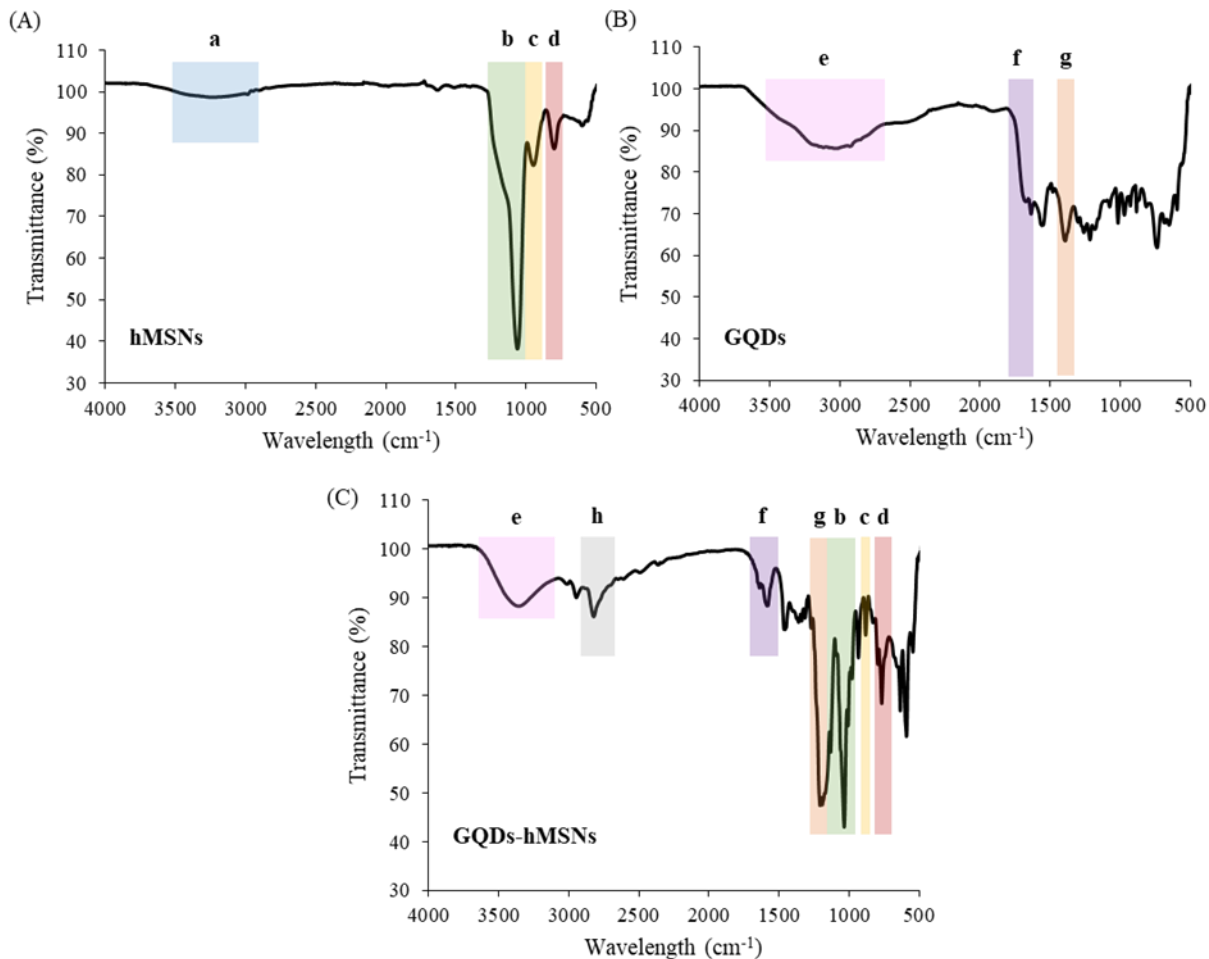 (A)
a b c d
110
100
90
80
70
60
50
40
30
Transmittance (%)
hMSNs
4000 3500 3000 2500 2000 1500 1000 500
Wavelength (cm⁻¹)
(B)
e f g
110
100
90
80
70
60
50
40
30
Transmittance (%)
GQDs
4000 3500 3000 2500 2000 1500 1000 500
Wavelength (cm⁻¹)
(C)
e h f g b c d
110
100
90
80
70
60
50
40
30
Transmittance (%)
GQDs-hMSNs
4000 3500 3000 2500 2000 1500 1000 500
Wavelength (cm⁻¹)